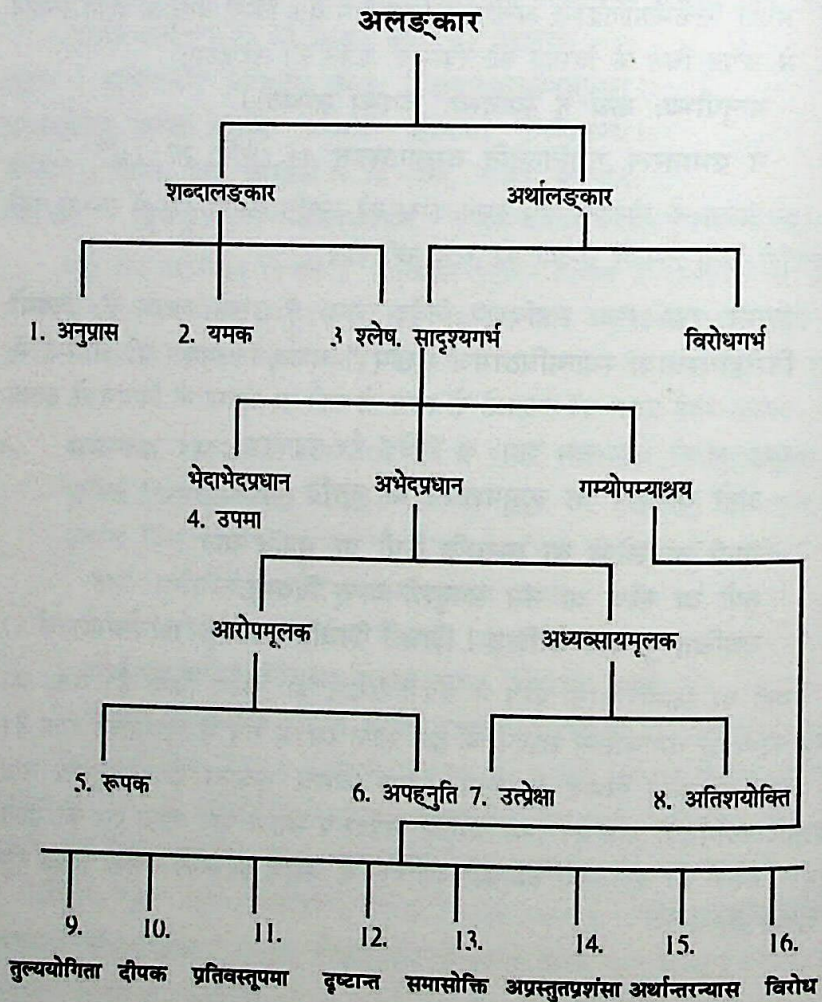 अलङ्कार
शब्दालङ्कार अर्थालङ्कार
1. अनुप्रास 2. यमक 3 श्लेष. सादृश्यगर्भ विरोधगर्भ
भेदाभेदप्रधान अभेदप्रधान गम्योपम्याश्रय
4. उपमा
आरोपमूलक अध्यव्सायमूलक
5. रूपक 6. अपह्नुति 7. उत्प्रेक्षा 8. अतिशयोक्ति
9. 10. 11. 12. 13. 14. 15. 16.
तुल्ययोगिता दीपक प्रतिवस्तूपमा दृष्टान्त समासोक्ति अप्रस्तुतप्रशंसा अर्थान्तरन्यास विरोध